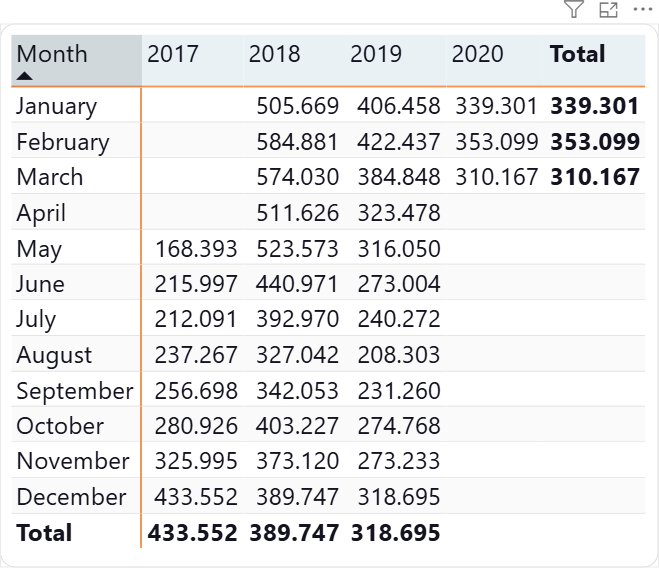 Month 2017 2018 2019 2020 Total
January 505.669 406.458 339.301 339.301
February 584.881 422.437 353.099 353.099
March 574.030 384.848 310.167 310.167
April 511.626 323.478
May 168.393 523.573 316.050
June 215.997 440.971 273.004
July 212.091 392.970 240.272
August 237.267 327.042 208.303
September 256.698 342.053 231.260
October 280.926 403.227 274.768
November 325.995 373.120 273.233
December 433.552 389.747 318.695
Total 433.552 389.747 318.695